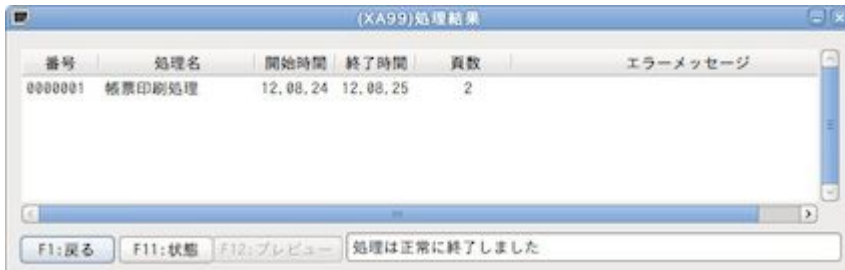 (XA99)処理結果
番号 処理名 開始時間 終了時間 頁数 エラーメッセージ
0000001 帳票印刷処理 12,08,24 12,08,25 2
F1:戻る F11:状態 F12:プレビュー 処理は正常に終了しました